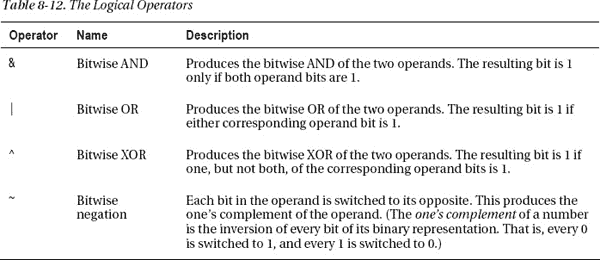 Table 8-12. The Logical Operators
Operator Name Description
& Bitwise AND Produces the bitwise AND of the two operands. The resulting bit is 1
only if both operand bits are 1.
| Bitwise OR Produces the bitwise OR of the two operands. The resulting bit is 1 if
either corresponding operand bit is 1.
^ Bitwise XOR Produces the bitwise XOR of the two operands. The resulting bit is 1 if
one, but not both, of the corresponding operand bits is 1.
~ Bitwise Each bit in the operand is switched to its opposite. This produces the
negation one's complement of the operand. (The one's complement of a number
is the inversion of every bit of its binary representation. That is, every 0
is switched to 1, and every 1 is switched to 0.)